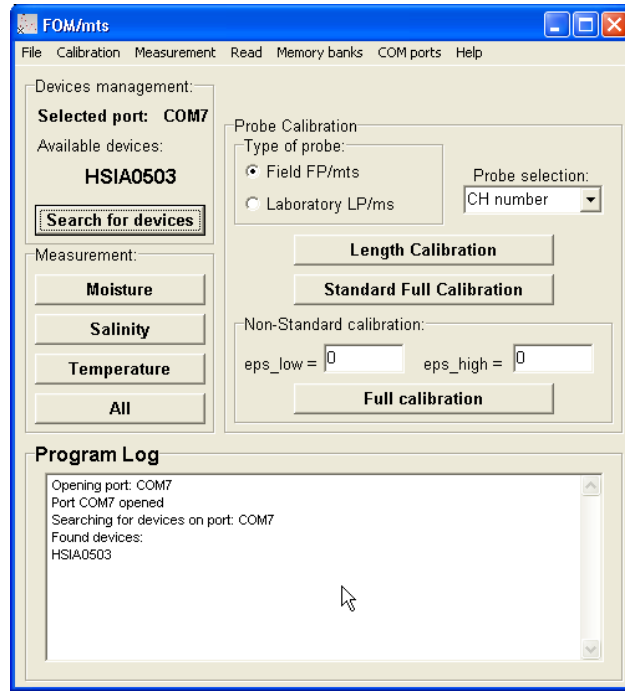 FOM/mts
File Calibration Measurement Read Memory banks COM ports Help
Devices management:
Selected port: COM7
Available devices:
HSIA0503
Search for devices
Measurement:
Moisture
Salinity
Temperature
All
Probe Calibration
Type of probe:
Field FP/mts
Laboratory LP/ms
Probe selection:
CH number
Length Calibration
Standard Full Calibration
Non-Standard calibration:
eps_low = 0 eps_high = 0
Full calibration
Program Log
Opening port: COM7
Port COM7 opened
Searching for devices on port: COM7
Found devices:
HSIA0503